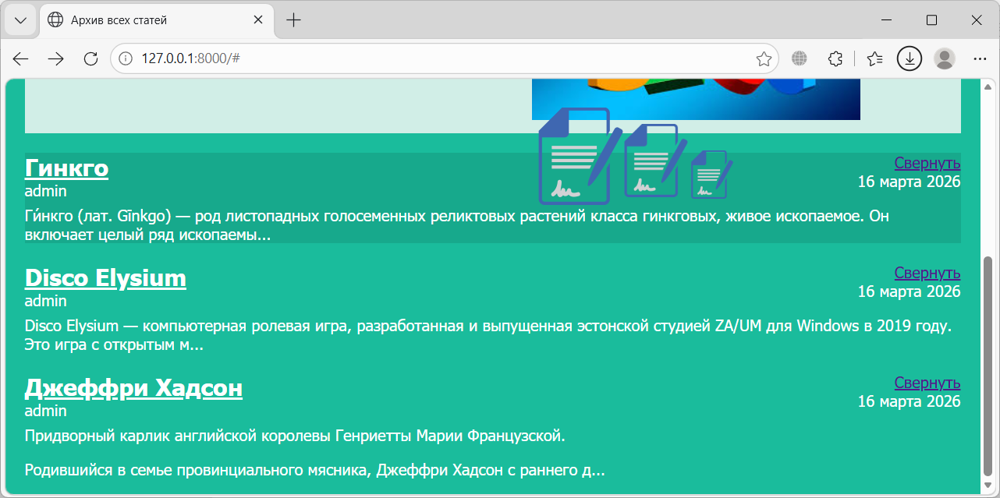 Архив всех статей
127.0.0.1:8000/#
Гинкго
Свернуть
admin
16 марта 2026
Ги́нкго (лат. Gīnkgo) — род листопадных голосеменных реликтовых растений класса гинкговых, живое ископаемое. Он
включает целый ряд ископаемы...
Disco Elysium
Свернуть
admin
16 марта 2026
Disco Elysium — компьютерная ролевая игра, разработанная и выпущенная эстонской студией ZA/UM для Windows в 2019 году.
Это игра с открытым м...
Джеффри Хадсон
Свернуть
admin
16 марта 2026
Придворный карлик английской королевы Генриетты Марии Французской.
Родившийся в семье провинциального мясника, Джеффри Хадсон с раннего д...